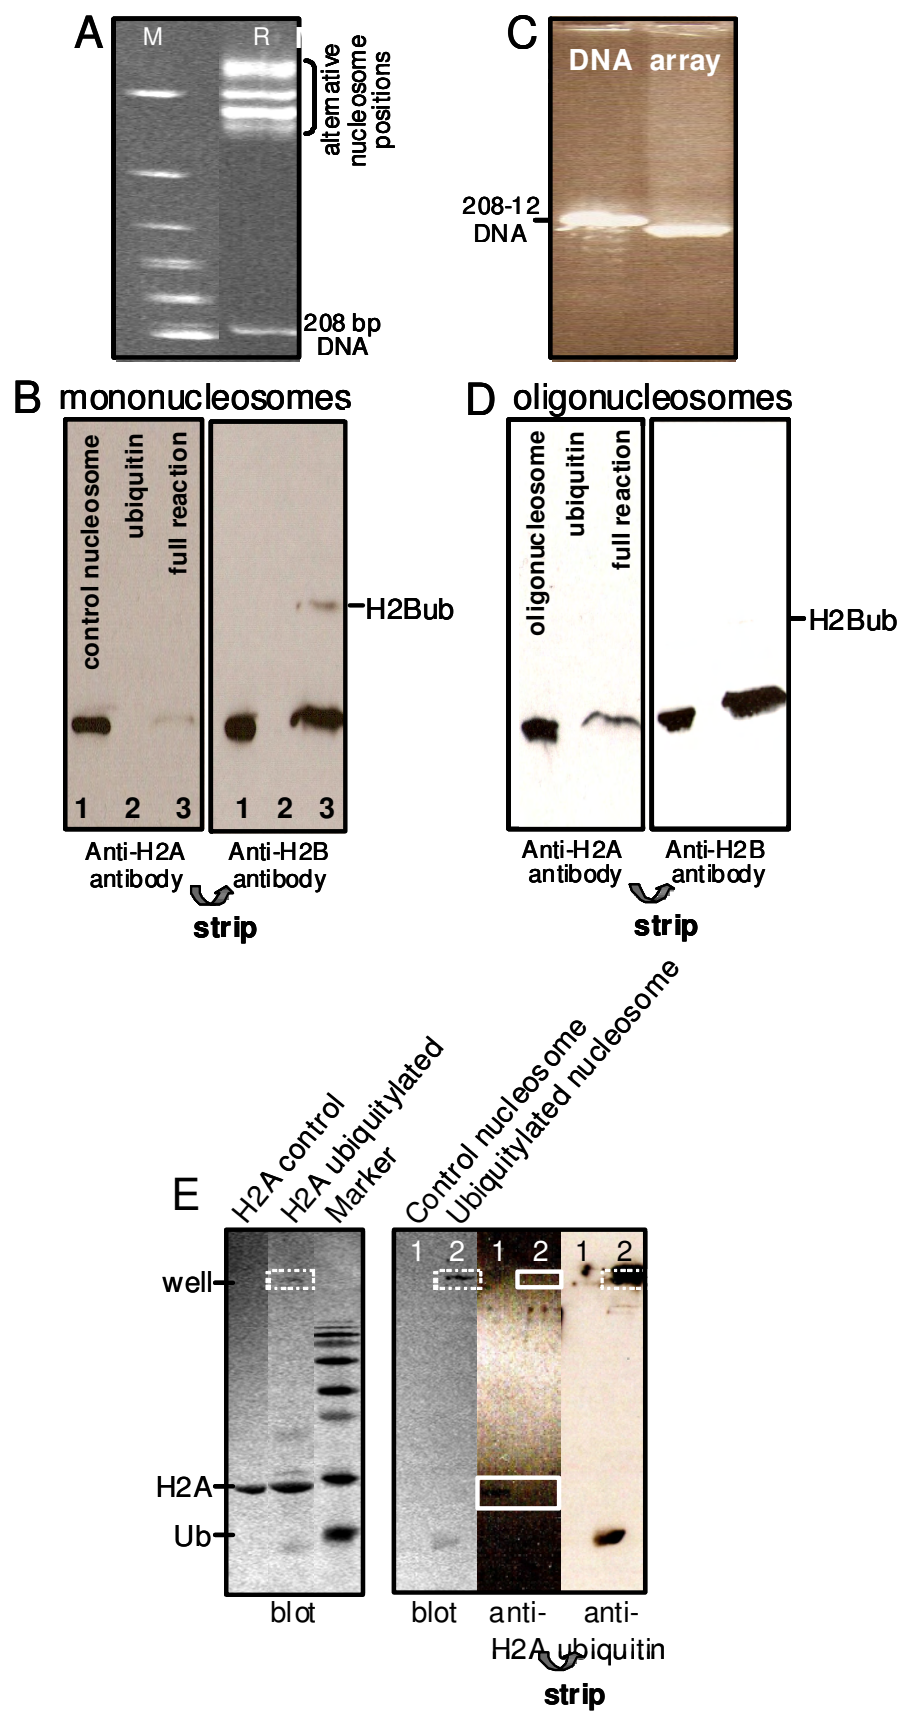 A
M
R
alternative
nucleosome
positions
208 bp
DNA
C
DNA
array
208-12
DNA
B
mononucleosomes
control nucleosome
ubiquitin
full reaction
H2Bub
1
2
3
1
2
3
Anti-H2A
antibody
Anti-H2B
antibody
strip
D
oligonucleosomes
oligonucleosome
ubiquitin
full reaction
H2Bub
Anti-H2A
antibody
Anti-H2B
antibody
strip
E
H2A control
H2A ubiquitylated
Marker
Control nucleosome
Ubiquitylated nucleosome
1
2
1
2
1
2
well
H2A
Ub
blot
blot
anti-
H2A
anti-
ubiquitin
strip